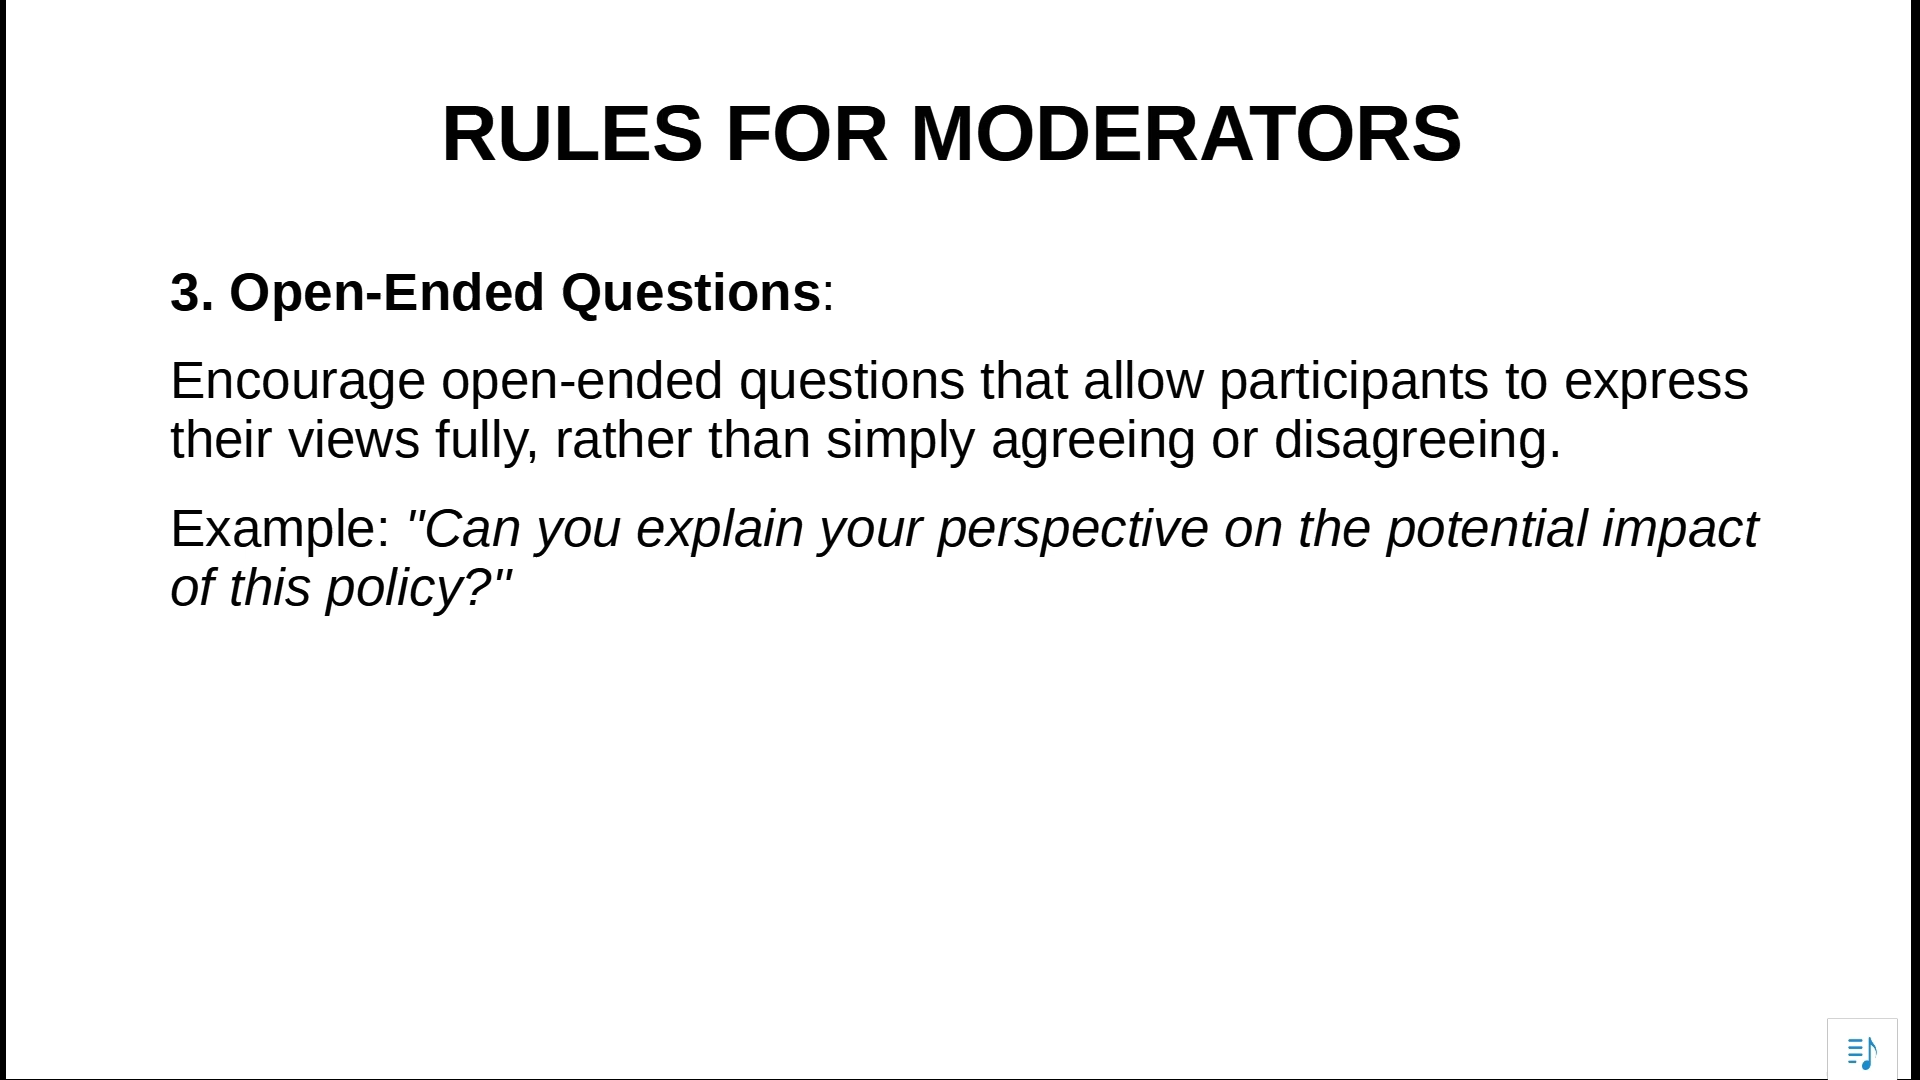 RULES FOR MODERATORS
3. Open-Ended Questions:
Encourage open-ended questions that allow participants to express
their views fully, rather than simply agreeing or disagreeing.
Example: "Can you explain your perspective on the potential impact
of this policy?"